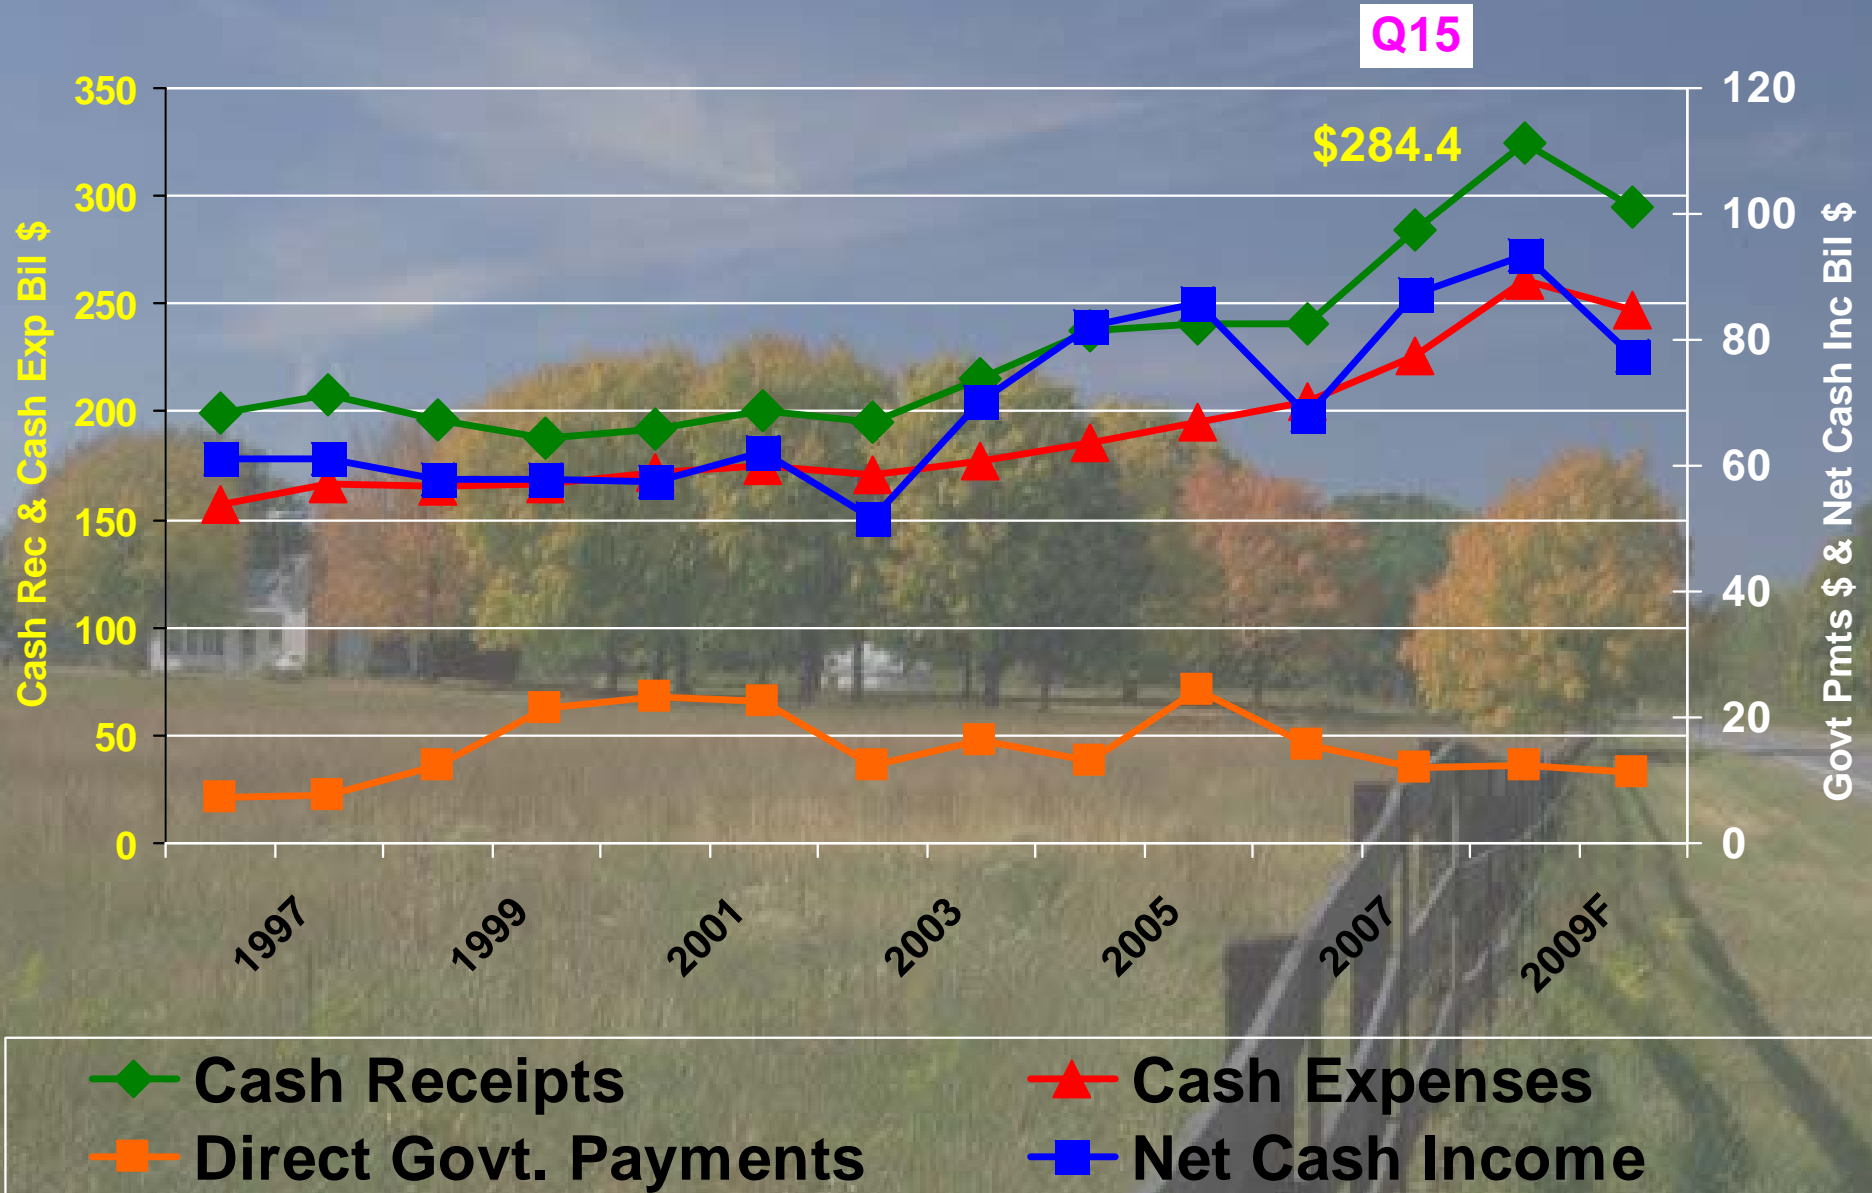 Q15
$284.4
Cash Rec & Cash Exp Bil $
350
300
250
200
150
100
50
0
120
100
80
60
40
20
0
Govt Pmts $ & Net Cash Inc Bil $
1997
1999
2001
2003
2005
2007
2009F
Cash Receipts
Cash Expenses
Direct Govt. Payments
Net Cash Income